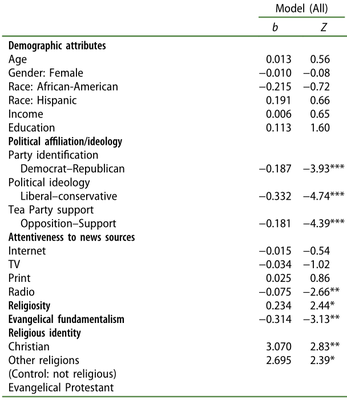 Model (All)
b Z
Demographic attributes
Age 0.013 0.56
Gender: Female −0.010 −0.08
Race: African-American −0.215 −0.72
Race: Hispanic 0.191 0.66
Income 0.006 0.65
Education 0.113 1.60
Political affiliation/ideology
Party identification
Democrat–Republican −0.187 −3.93***
Political ideology
Liberal–conservative −0.332 −4.74***
Tea Party support
Opposition–Support −0.181 −4.39***
Attentiveness to news sources
Internet −0.015 −0.54
TV −0.034 −1.02
Print 0.025 0.86
Radio −0.075 −2.66**
Religiosity 0.234 2.44*
Evangelical fundamentalism −0.314 −3.13**
Religious identity
Christian 3.070 2.83**
Other religions 2.695 2.39*
(Control: not religious)
Evangelical Protestant